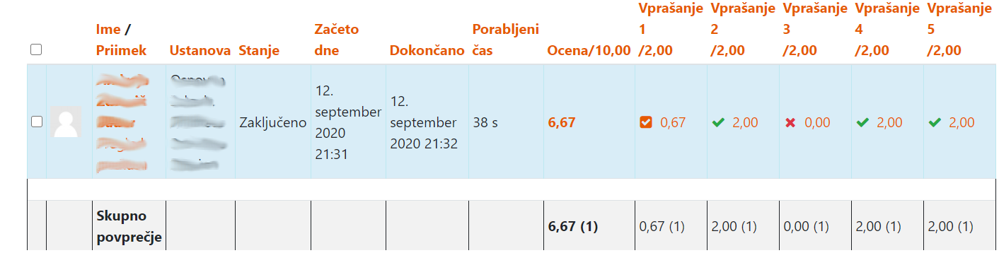 Ime /
Priimek
Ustanova
Stanje
Začeto
dne
Dokončano
Porabljeni
čas
Ocena/10,00
Vprašanje
1
/2,00
Vprašanje
2
/2,00
Vprašanje
3
/2,00
Vprašanje
4
/2,00
Vprašanje
5
/2,00
Zaključeno
12.
september
2020
21:31
12.
september
2020 21:32
38 s
6,67
0,67
2,00
0,00
2,00
2,00
Skupno
povprečje
6,67 (1)
0,67 (1)
2,00 (1)
0,00 (1)
2,00 (1)
2,00 (1)